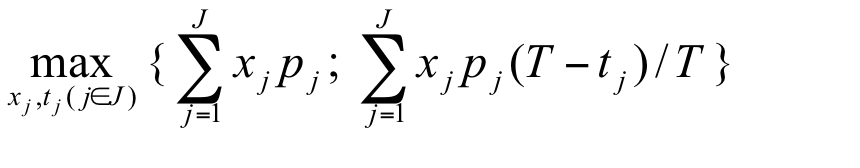 max_{x_j,t_j(j∈J)} { ∑_{j=1}^{J} x_j p_j ; ∑_{j=1}^{J} x_j p_j (T − t_j) / T }